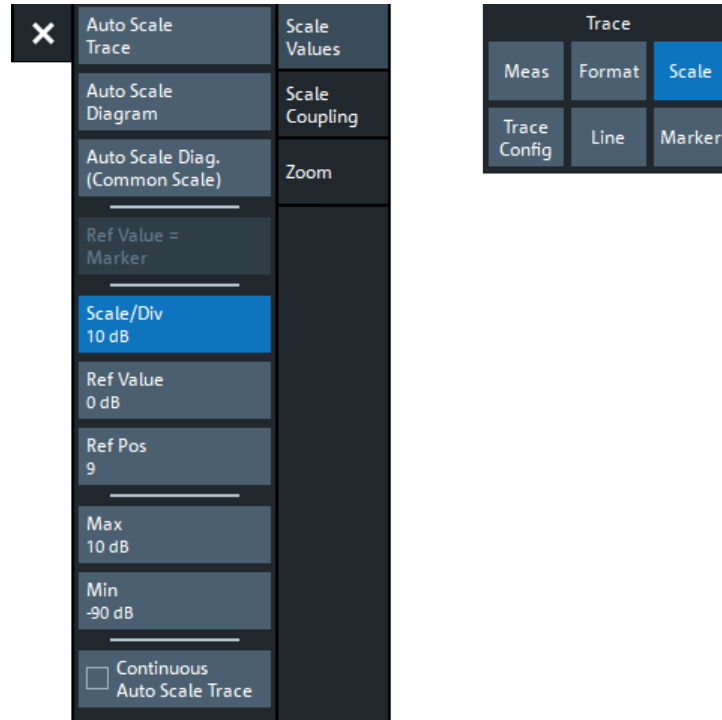 Auto Scale
Trace
Auto Scale
Diagram
Auto Scale Diag.
(Common Scale)
Ref Value =
Marker
Scale/Div
10 dB
Ref Value
0 dB
Ref Pos
9
Max
10 dB
Min
-90 dB
Continuous
Auto Scale Trace
Scale
Values
Scale
Coupling
Zoom
Trace
Meas
Format
Scale
Trace
Config
Line
Marker